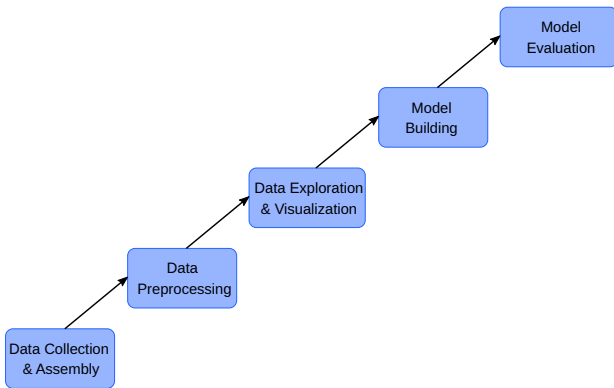 Model
Evaluation
Model
Building
Data Exploration
& Visualization
Data
Preprocessing
Data Collection
& Assembly